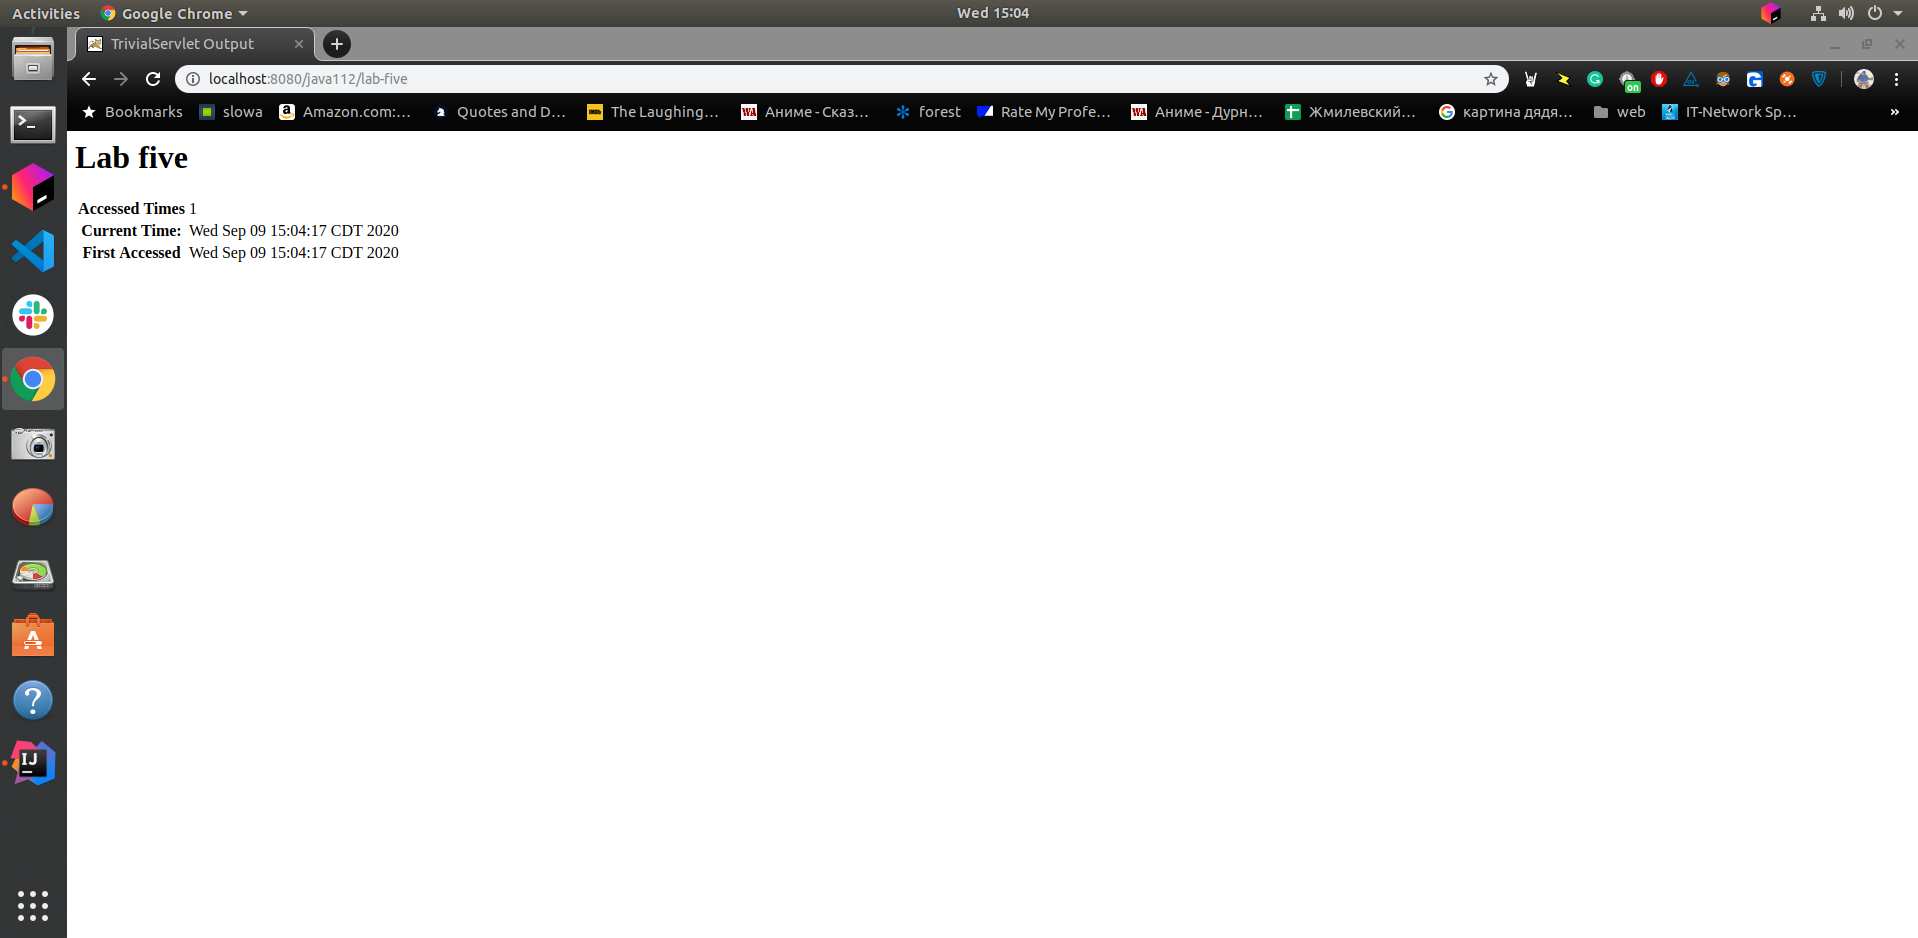 Activities Google Chrome Wed 15:04
TrivialServlet Output
localhost:8080/java112/lab-five
on
Bookmarks slowa Amazon.com:... Quotes and D... The Laughing... Аниме - Сказ... forest Rate My Profe... Аниме - Дурн... Жмилевский... картина дядя... web IT-Network Sp... »
Lab five
Accessed Times 1
Current Time: Wed Sep 09 15:04:17 CDT 2020
First Accessed Wed Sep 09 15:04:17 CDT 2020
IJ